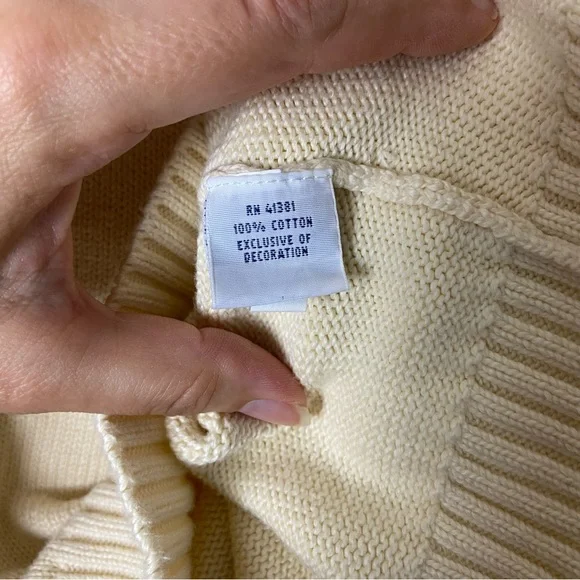 RN 41381
100% COTTON
EXCLUSIVE OF
DECORATION